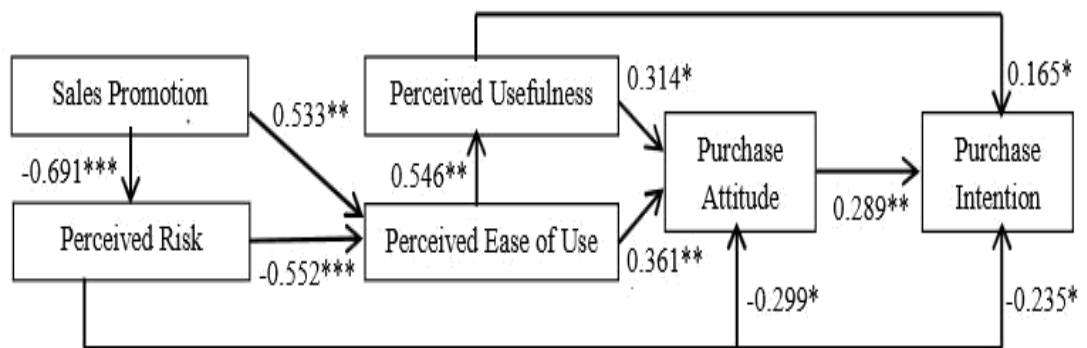 Sales Promotion
-0.691***
Perceived Risk
0.533**
-0.552***
Perceived Usefulness
0.546**
Perceived Ease of Use
0.314*
0.361**
Purchase
Attitude
-0.299*
0.289**
0.165*
Purchase
Intention
-0.235*